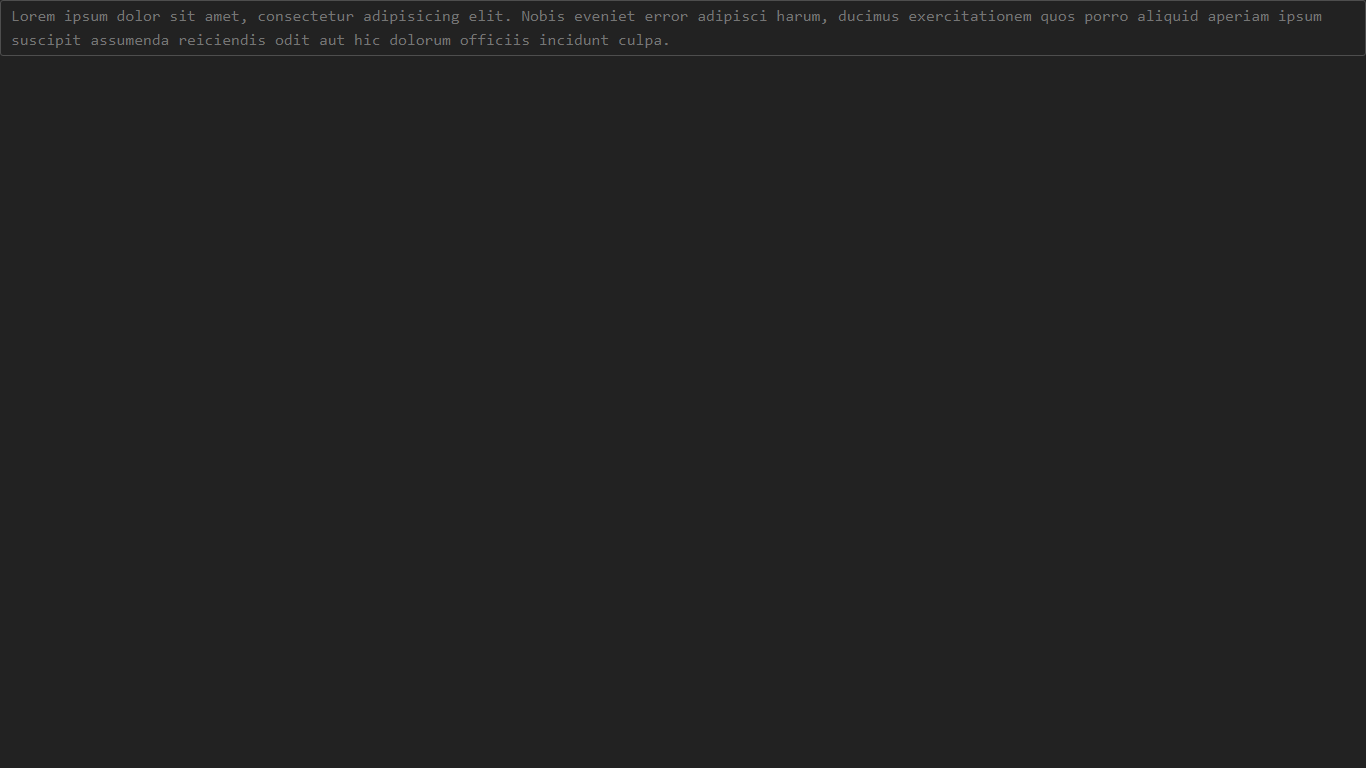 Lorem ipsum dolor sit amet, consectetur adipisicing elit. Nobis eveniet error adipisci harum, ducimus exercitationem quos porro aliquid aperiam ipsum
suscipit assumenda reiciendis odit aut hic dolorum officiis incidunt culpa.